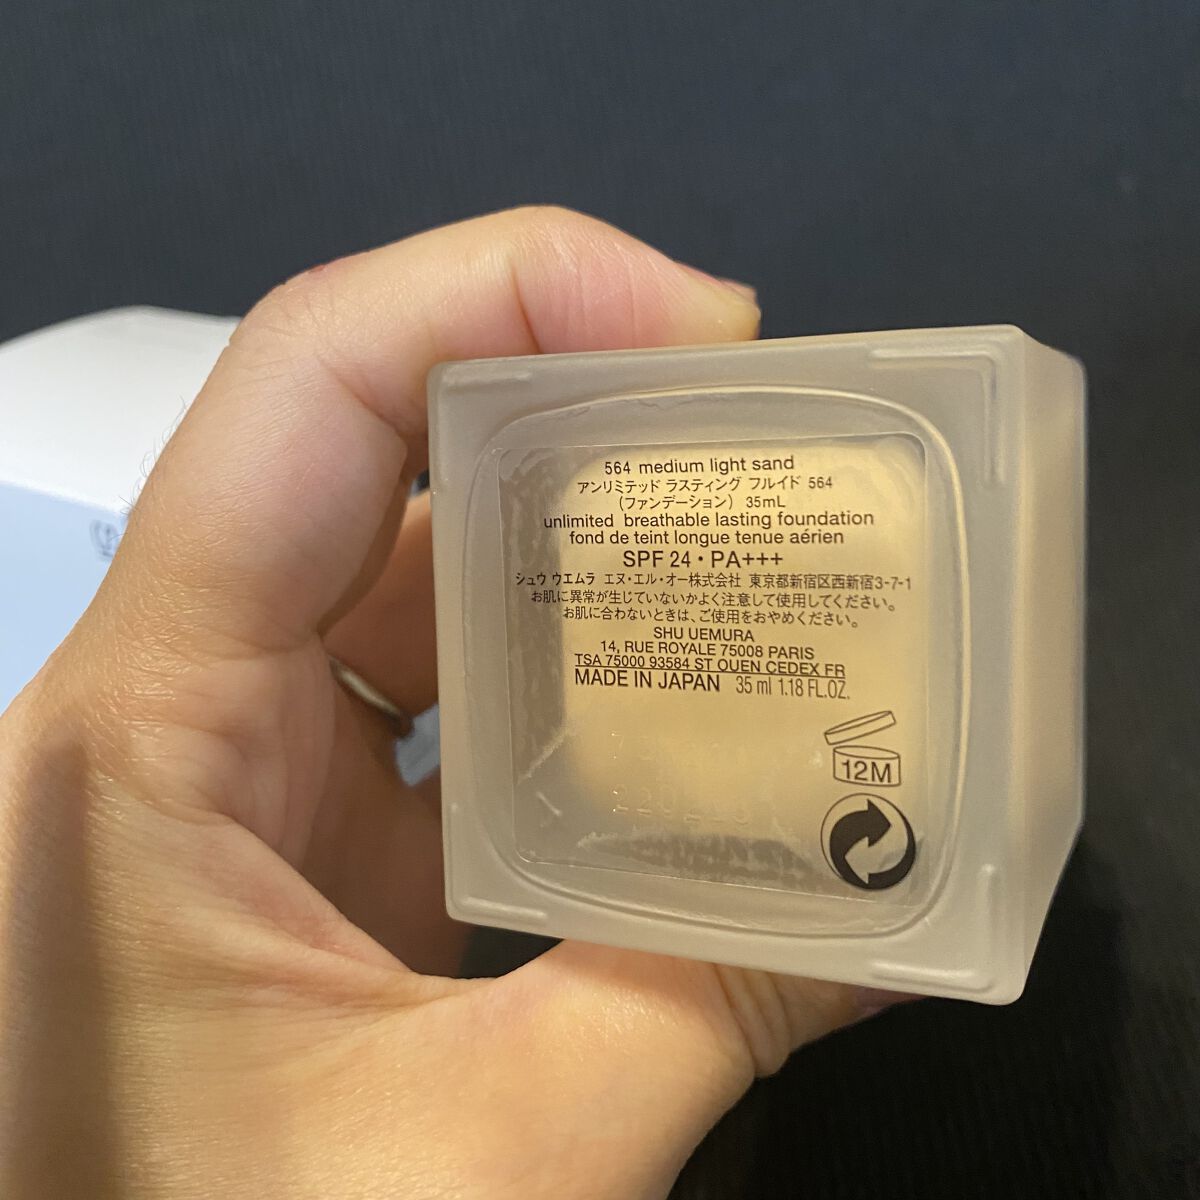 564 medium light sand
アンリミテッド ラスティング フルイド 564
（ファンデーション） 35mL
unlimited breathable lasting foundation
fond de teint longue tenue aérien
SPF 24・PA+++
シュウ ウエムラ エヌ・エル・オー株式会社 東京都新宿区西新宿3-7-1
お肌に異常が生じていないかよく注意して使用してください。
お肌に合わないときは、ご使用をおやめください。
SHU UEMURA
14, RUE ROYALE 75008 PARIS
TSA 75000 93584 ST OUEN CEDEX FR
MADE IN JAPAN 35 ml 1.18 FL.OZ.
12M